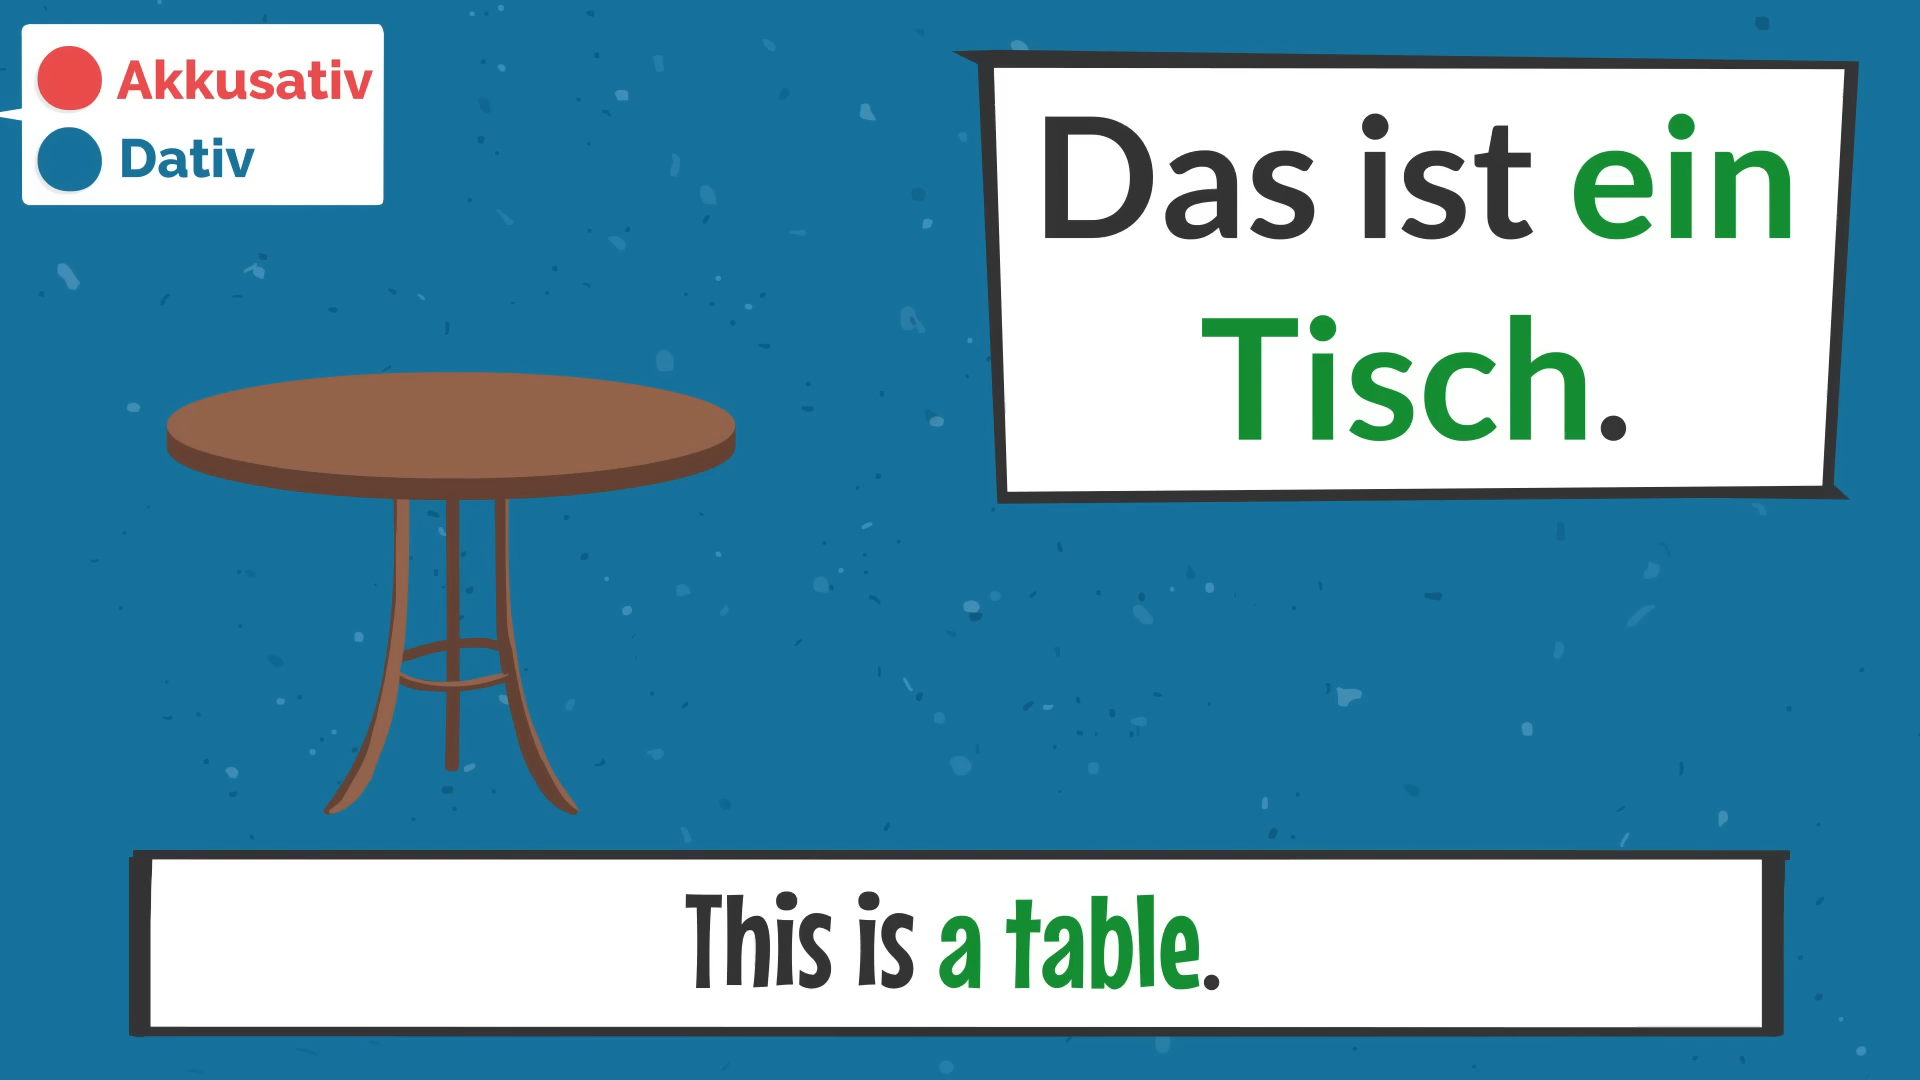 Akkusativ
Dativ
Das ist ein
Tisch.
This is a table.